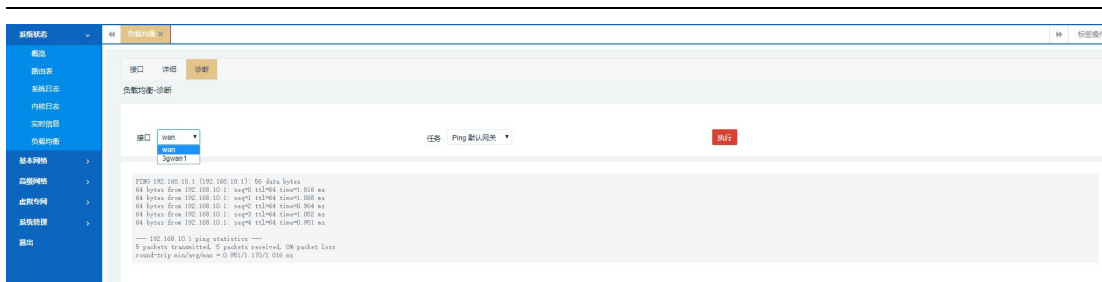 系统状态
概览
路由表
系统日志
内核日志
实时信息
负载均衡
基本网络
高级网络
虚拟专网
系统管理
退出
负载均衡
标签操作
接口 详细 诊断
负载均衡-诊断
接口 wan 任务 Ping 默认网关 执行
wan
3gwan1
PING 192.168.10.1 (192.168.10.1): 56 data bytes
64 bytes from 192.168.10.1: seq=0 ttl=64 time=1.816 ms
64 bytes from 192.168.10.1: seq=1 ttl=64 time=1.068 ms
64 bytes from 192.168.10.1: seq=2 ttl=64 time=0.964 ms
64 bytes from 192.168.10.1: seq=3 ttl=64 time=1.052 ms
64 bytes from 192.168.10.1: seq=4 ttl=64 time=0.951 ms
--- 192.168.10.1 ping statistics ---
5 packets transmitted, 5 packets received, 0% packet loss
round-trip min/avg/max = 0.951/1.170/1.816 ms